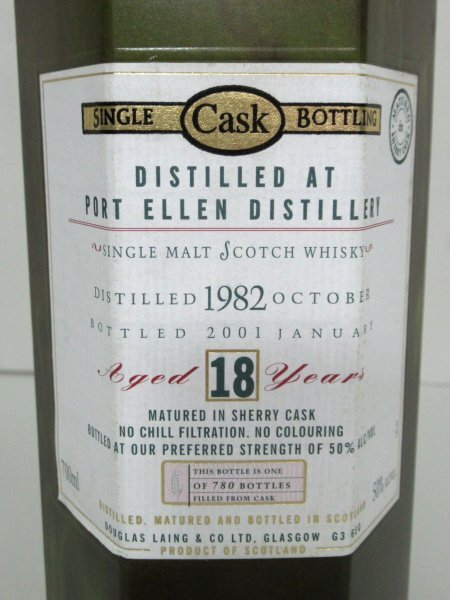 SINGLE Cask BOTTLING
DISTILLED AT
PORT ELLEN DISTILLERY
SINGLE MALT SCOTCH WHISKY
DISTILLED 1982 OCTOBER
BOTTLED 2001 JANUARY
Aged 18 Years
MATURED IN SHERRY CASK
NO CHILL FILTRATION. NO COLOURING
BOTTLED AT OUR PREFERRED STRENGTH OF 50% ALC/VOL
700ml
THIS BOTTLE IS ONE
OF 780 BOTTLES
FILLED FROM CASK
50%
DISTILLED, MATURED AND BOTTLED IN SCOTLAND
DOUGLAS LAING & CO LTD, GLASGOW G3
PRODUCT OF SCOTLAND